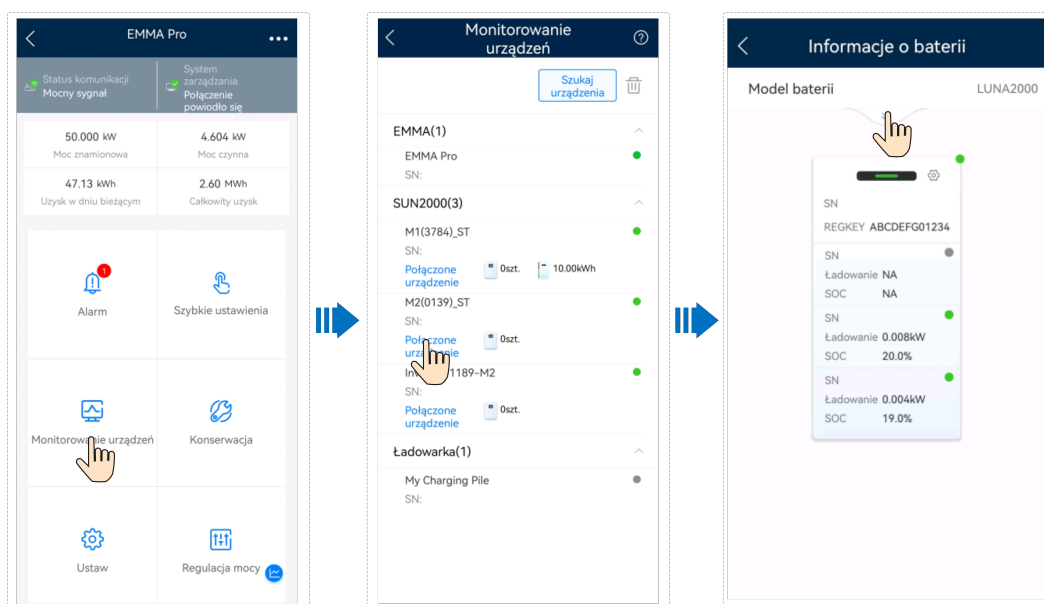 EMMA Pro
Status komunikacji
Mocny sygnał
System
zarządzania
Połączenie
powiodło się
50.000 kW
Moc znamionowa
4.604 kW
Moc czynna
47.13 kWh
Uzysk w dniu bieżącym
2.60 MWh
Całkowity uzysk
1
Alarm
Szybkie ustawienia
Monitorowanie urządzeń
Konserwacja
Ustaw
Regulacja mocy
Monitorowanie
urządzeń
Szukaj
urządzenia
EMMA(1)
EMMA Pro
SN:
SUN2000(3)
M1(3784)_ST
SN:
Połączone
urządzenie
0szt.
10.00kWh
M2(0139)_ST
SN:
Połączone
urządzenie
0szt.
1189-M2
SN:
Połączone
urządzenie
0szt.
Ładowarka(1)
My Charging Pile
SN:
Informacje o baterii
Model baterii
LUNA2000
SN
REGKEY ABCDEFG01234
SN
Ładowanie NA
SOC NA
SN
Ładowanie 0.008kW
SOC 20.0%
SN
Ładowanie 0.004kW
SOC 19.0%